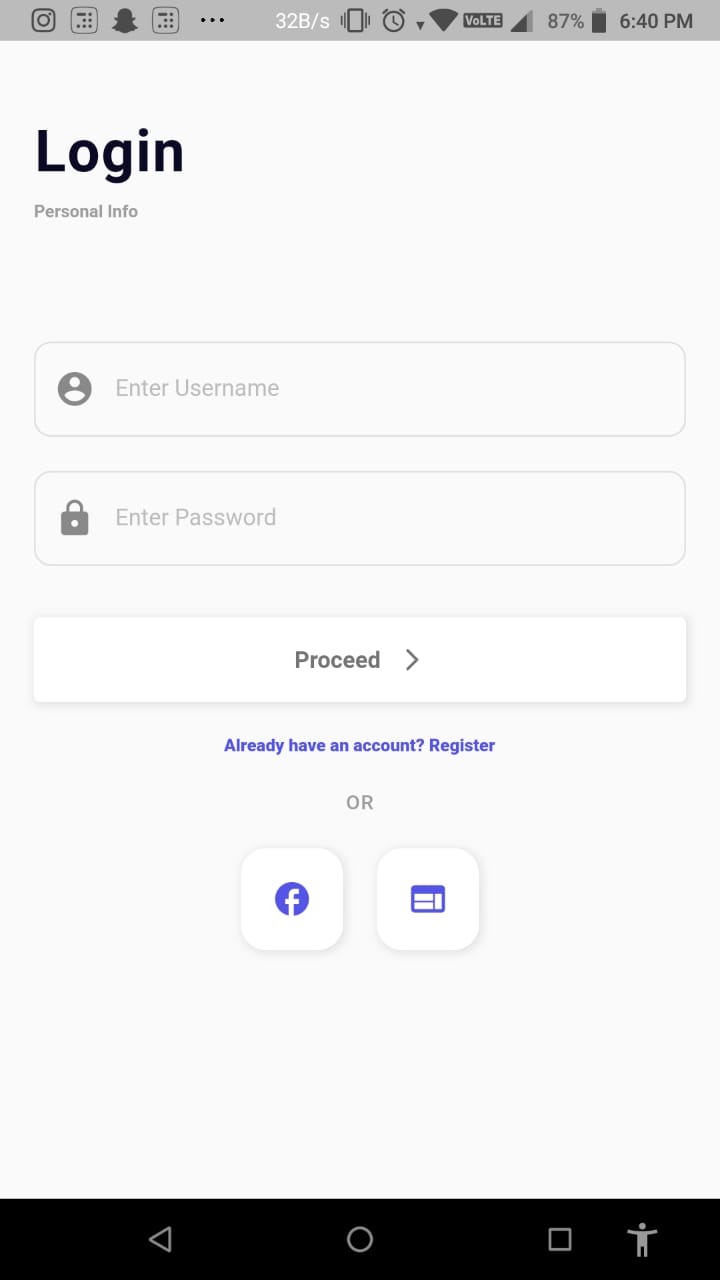 32B/s VoLTE 87% 6:40 PM
Login
Personal Info
Enter Username
Enter Password
Proceed
Already have an account? Register
OR